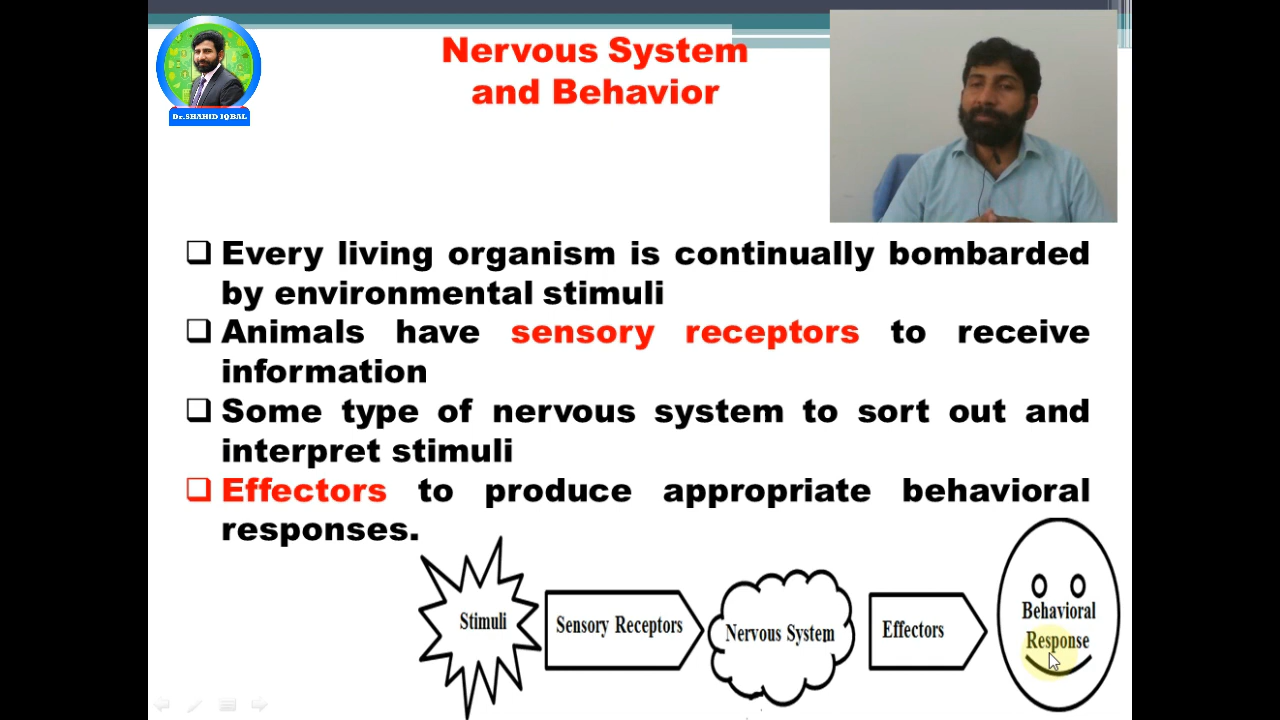 Dr.SHAHID IQBAL
Nervous System
and Behavior
Every living organism is continually bombarded
by environmental stimuli
Animals have sensory receptors to receive
information
Some type of nervous system to sort out and
interpret stimuli
Effectors to produce appropriate behavioral
responses.
Stimuli
Sensory Receptors
Nervous System
Effectors
Behavioral
Response